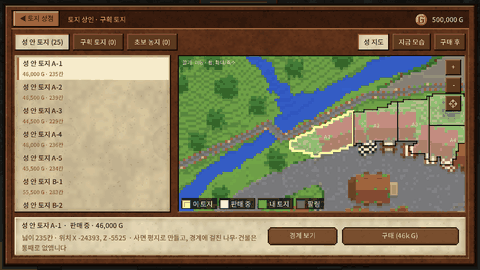 ◀ 토지 상점
토지 상인 · 구획 토지
G 500,000 G
성 안 토지 (25)
구획 토지 (0)
초보 농지 (0)
성 지도
지금 모습
구매 후
성 안 토지 A-1
46,000 G · 235칸
성 안 토지 A-2
성 안 토지 A-3
성 안 토지 A-4
성 안 토지 A-5
성 안 토지 B-1
성 안 토지 B-2
+
-
이 토지
판매 중
내 토지
팔림
성 안 토지 A-1 · 판매 중 · 46,000 G
넓이 235칸 · 위치 X -24393, Z -5525 · 사면 평지로 만들고, 경계에 걸친 나무·건물은
통째로 없앱니다
경계 보기
구매 (46k G)